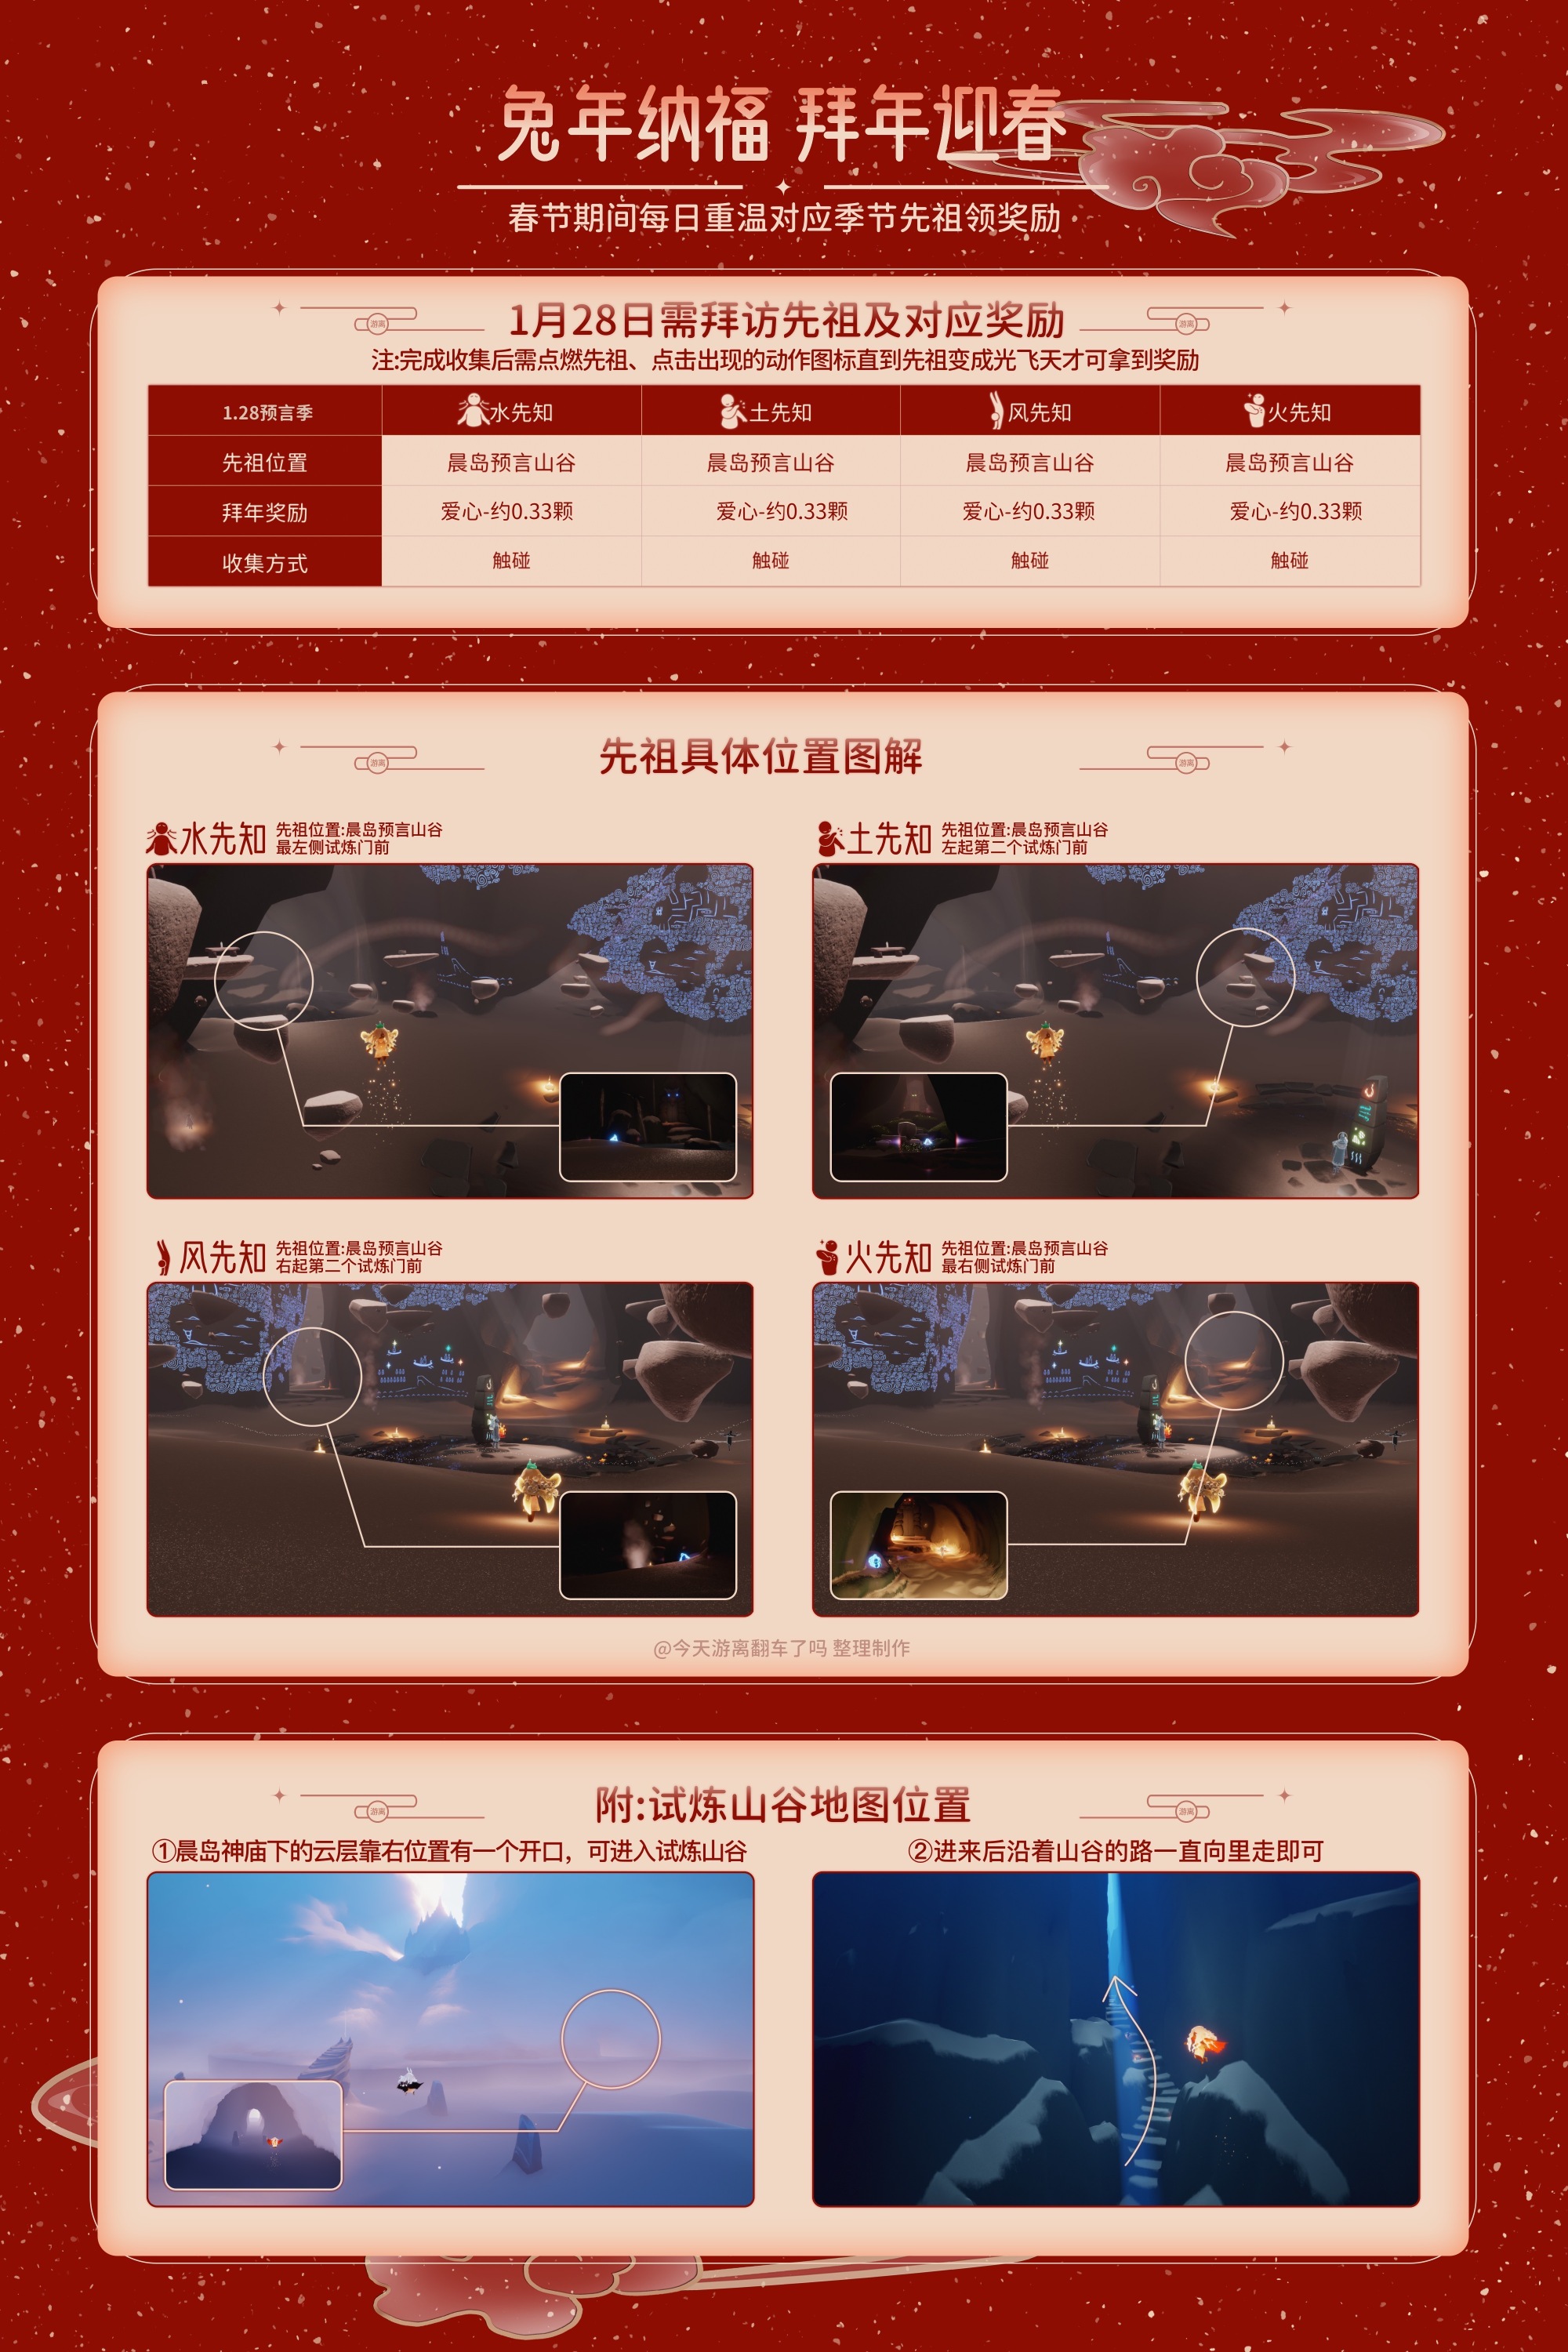 兔年纳福 拜年迎春
春节期间每日重温对应季节先祖领奖励
游离
游离
1月28日需拜访先祖及对应奖励
注:完成收集后需点燃先祖、点击出现的动作图标直到先祖变成光飞天才可拿到奖励
1.28预言季 水先知 土先知 风先知 火先知
先祖位置 晨岛预言山谷 晨岛预言山谷 晨岛预言山谷 晨岛预言山谷
拜年奖励 爱心-约0.33颗 爱心-约0.33颗 爱心-约0.33颗 爱心-约0.33颗
收集方式 触碰 触碰 触碰 触碰
游离
游离
先祖具体位置图解
水先知
先祖位置:晨岛预言山谷
最左侧试炼门前
土先知
先祖位置:晨岛预言山谷
左起第二个试炼门前
风先知
先祖位置:晨岛预言山谷
右起第二个试炼门前
火先知
先祖位置:晨岛预言山谷
最右侧试炼门前
@今天游离翻车了吗 整理制作
游离
游离
附:试炼山谷地图位置
①晨岛神庙下的云层靠右位置有一个开口，可进入试炼山谷
②进来后沿着山谷的路一直向里走即可